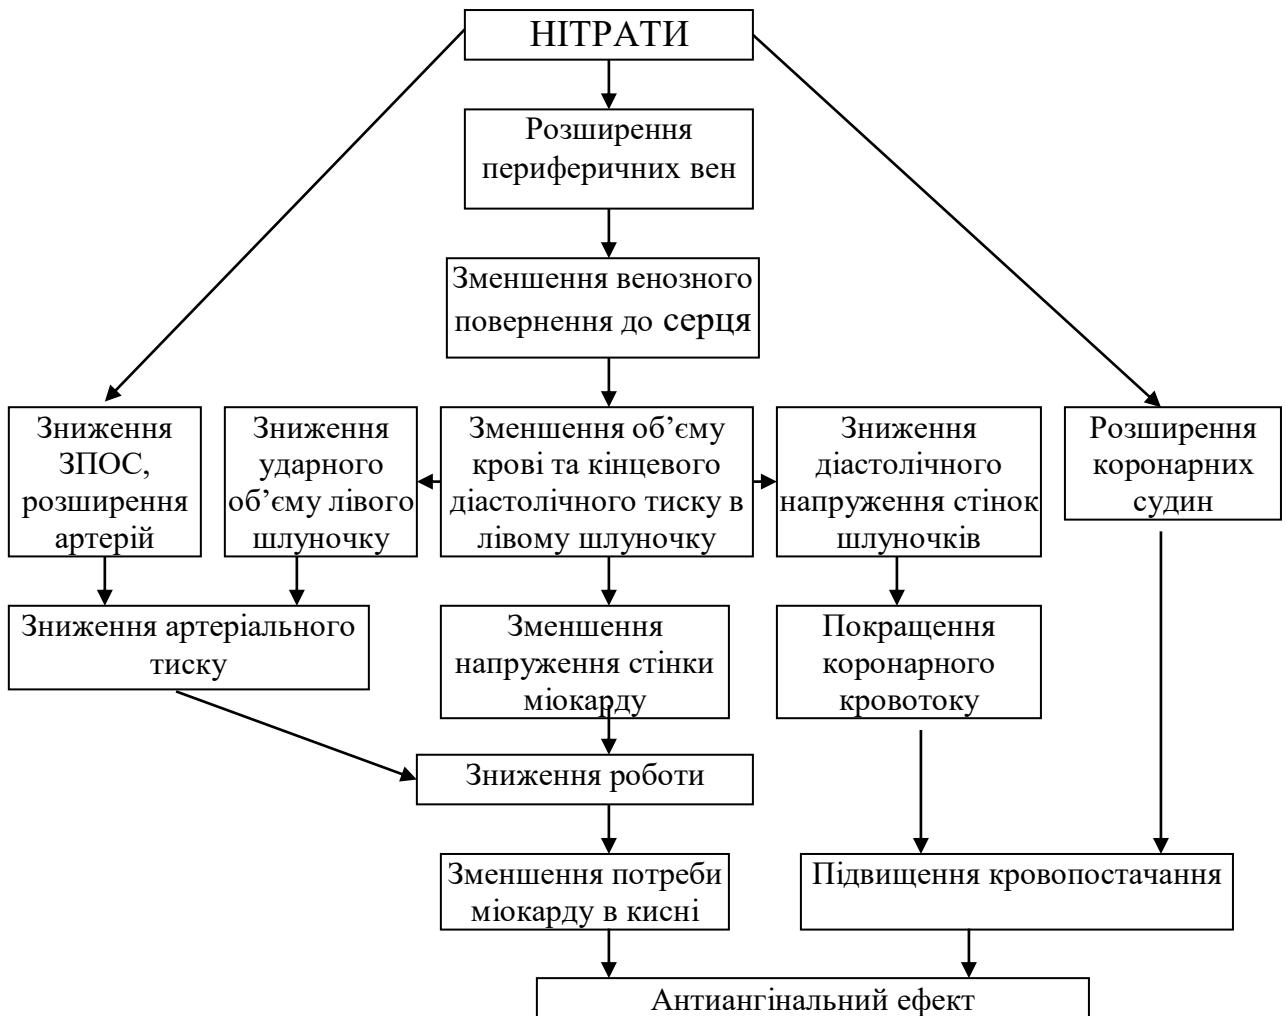 НІТРАТИ
Розширення
периферичних вен
Зменшення венозного
повернення до серця
Зниження
ЗПОС,
розширення
артерій
Зниження
ударного
об’єму лівого
шлуночку
Зменшення об’єму
крові та кінцевого
діастолічного тиску в
лівому шлуночку
Зниження
діастолічного
напруження стінок
шлуночків
Розширення
коронарних
судин
Зниження артеріального
тиску
Зменшення
напруження стінки
міокарду
Покращення
коронарного
кровотоку
Зниження роботи
Зменшення потреби
міокарду в кисні
Підвищення кровопостачання
Антиангінальний ефект